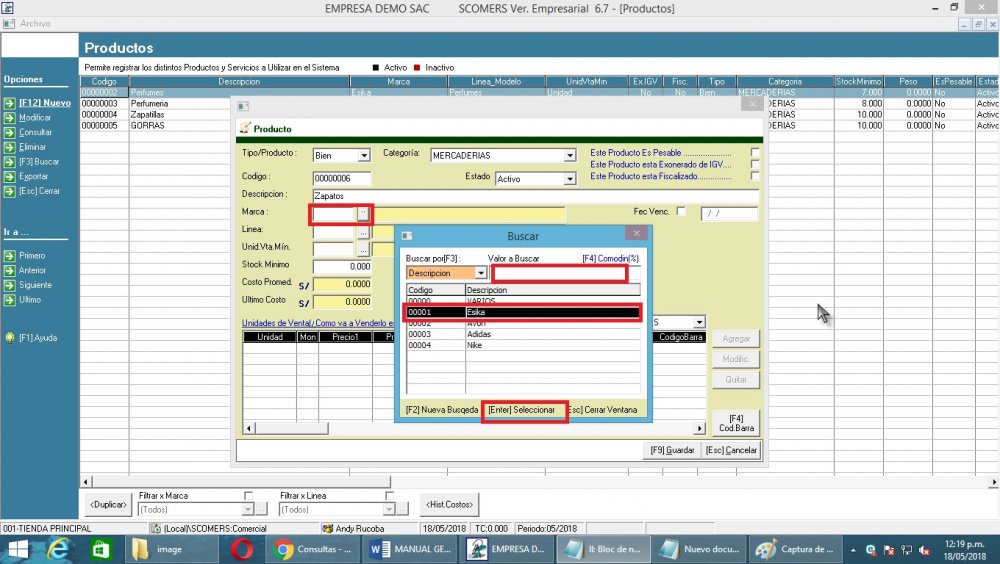 EMPRESA DEMO SAC SCOMERS Ver. Empresarial 6.7 - [Productos]
Archivo
Productos
Permite registrar los distintos Productos y Servicios a Utilizar en el Sistema Activo Inactivo
Opciones
[F12] Nuevo
Modificar
Consultar
Eliminar
[F3] Buscar
Exportar
[Esc] Cerrar
Ir a ...
Primero
Anterior
Siguiente
Ultimo
[F1] Ayuda
Codigo Descripcion Marca Linea_Modelo UnidVtaMin Ex.IGV Fisc. Tipo Categoria StockMinimo Peso EsPesable Estad
00000002 Perfumes Esika Perfumes Unidad No No Bien MERCADERIAS 7.000 0.0000 No Activo
00000003 Perfumeria DERIAS 8.000 0.0000 No Activo
00000004 Zapatillas DERIAS 10.000 0.0000 No Activo
00000005 GORRAS DERIAS 10.000 0.0000 No Activo
Producto
Tipo/Producto : Bien Categoría: MERCADERIAS
Este Producto Es Pesable
Este Producto esta Exonerado de IGV....
Este Producto esta Fiscalizado
Codigo : 00000006 Estado Activo
Descripcion : Zapatos
Marca : ... Fec Venc. / /
Linea: ...
Unid.Vta.Mín. ...
Stock Minimo 0.000
Costo Promed. S/ 0.0000
Ultimo Costo S/ 0.0000
Unidades de Venta(¿Como va a Venderlo e S
Unidad Mon Precio1 Pr CodigoBarra
Agregar
Modific.
Quitar
[F4] Cod.Barra
[F9] Guardar [Esc] Cancelar
Buscar
Buscar por[F3] : Valor a Buscar [F4] Comodin(%)
Descripcion
Codigo Descripcion
00000 VARIOS
00001 Esika
00002 Avon
00003 Adidas
00004 Nike
[F2] Nueva Busqeda [Enter] Seleccionar Esc] Cerrar Ventana
<Duplicar> Filtrar x Marca (Todos) ... Filtrar x Linea (Todos) ... <Hist.Costos>
001-TIENDA PRINCIPAL (Local)\SCOMERS:Comercial Andy Rucoba 18/05/2018 TC:0.000 Periodo:05/2018
image Consultas - ... MANUAL GE... EMPRESA D... II: Bloc de n... Nuevo docu... Captura de ... 12:19 p.m.
18/05/2018